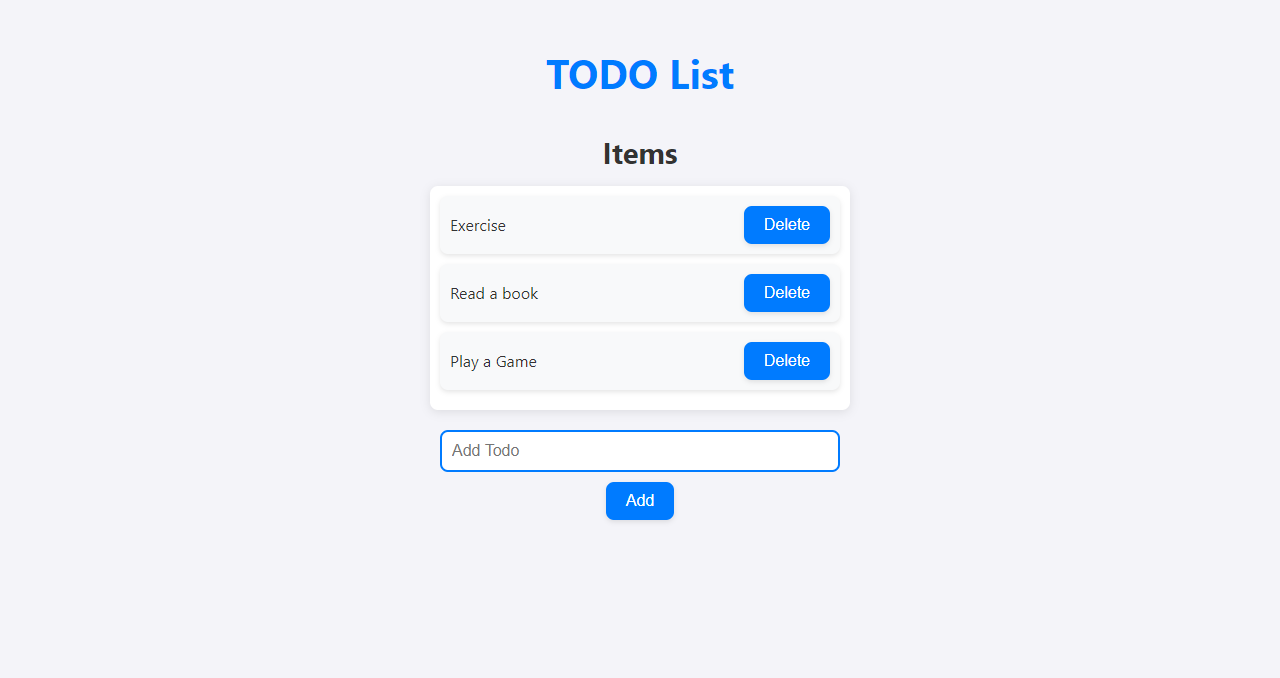 TODO List
Items
Exercise
Delete
Read a book
Delete
Play a Game
Delete
Add Todo
Add